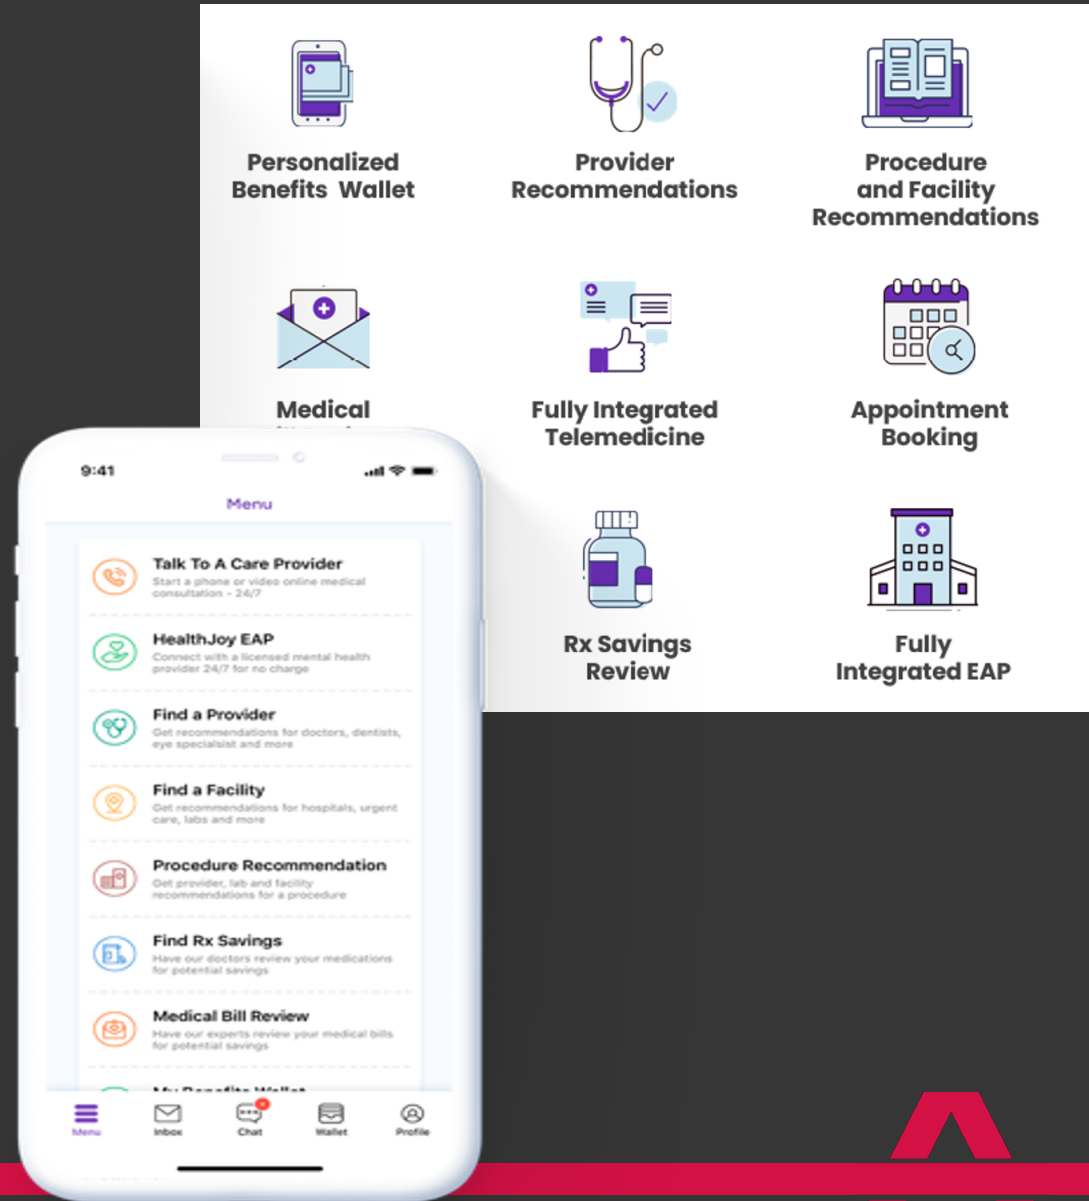 Personalized
Benefits Wallet
Provider
Recommendations
Procedure
and Facility
Recommendations
Medical
Fully Integrated
Telemedicine
Appointment
Booking
Rx Savings
Review
Fully
Integrated EAP
9:41
Menu
Talk To A Care Provider
Start a phone or video online medical
consultation - 24/7
HealthJoy EAP
Connect with a licensed mental health
provider 24/7 for no charge
Find a Provider
Get recommendations for doctors, dentists,
eye specialsist and more
Find a Facility
Get recommendations for hospitals, urgent
care, labs and more
Procedure Recommendation
Get provider, lab and facility
recommendations for a procedure
Find Rx Savings
Have our doctors review your medications
for potential savings
Medical Bill Review
Have our experts review your medical bills
for potential savings
My Benefits Wallet
Menu
Inbox
Chat
Wallet
Profile